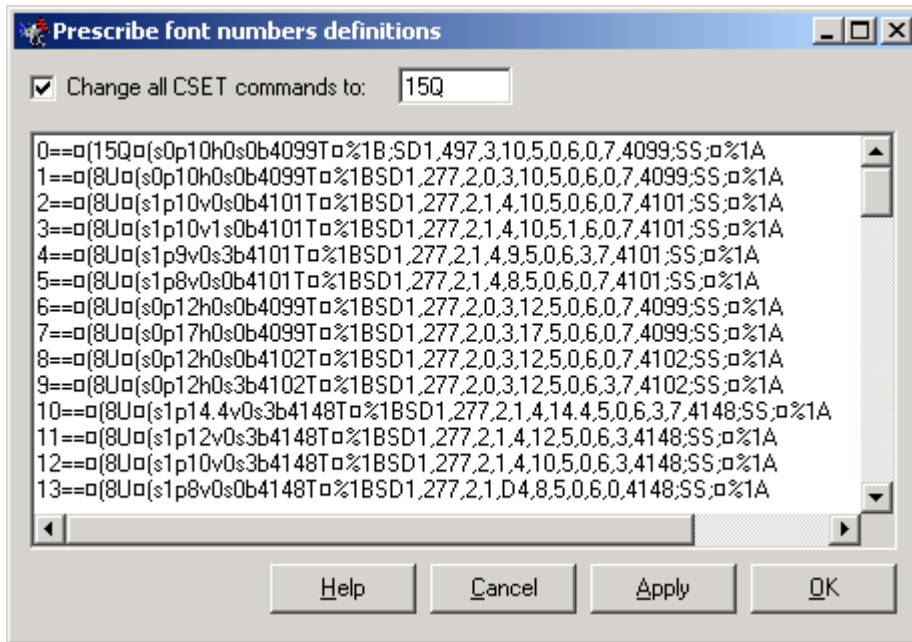 Prescribe font numbers definitions
Change all CSET commands to: 15Q
0==¤(15Q¤(s0p10h0s0b4099T¤%1B;SD1,497,3,10,5,0,6,0,7,4099;SS;¤%1A
1==¤(8U¤(s0p10h0s0b4099T¤%1BSD1,277,2,0,3,10,5,0,6,0,7,4099;SS;¤%1A
2==¤(8U¤(s1p10v0s0b4101T¤%1BSD1,277,2,1,4,10,5,0,6,0,7,4101;SS;¤%1A
3==¤(8U¤(s1p10v1s0b4101T¤%1BSD1,277,2,1,4,10,5,1,6,0,7,4101;SS;¤%1A
4==¤(8U¤(s1p9v0s3b4101T¤%1BSD1,277,2,1,4,9,5,0,6,3,7,4101;SS;¤%1A
5==¤(8U¤(s1p8v0s0b4101T¤%1BSD1,277,2,1,4,8,5,0,6,0,7,4101;SS;¤%1A
6==¤(8U¤(s0p12h0s0b4099T¤%1BSD1,277,2,0,3,12,5,0,6,0,7,4099;SS;¤%1A
7==¤(8U¤(s0p17h0s0b4099T¤%1BSD1,277,2,0,3,17,5,0,6,0,7,4099;SS;¤%1A
8==¤(8U¤(s0p12h0s0b4102T¤%1BSD1,277,2,0,3,12,5,0,6,0,7,4102;SS;¤%1A
9==¤(8U¤(s0p12h0s3b4102T¤%1BSD1,277,2,0,3,12,5,0,6,3,7,4102;SS;¤%1A
10==¤(8U¤(s1p14.4v0s3b4148T¤%1BSD1,277,2,1,4,14.4,5,0,6,3,7,4148;SS;¤%1A
11==¤(8U¤(s1p12v0s3b4148T¤%1BSD1,277,2,1,4,12,5,0,6,3,4148;SS;¤%1A
12==¤(8U¤(s1p10v0s3b4148T¤%1BSD1,277,2,1,4,10,5,0,6,3,4148;SS;¤%1A
13==¤(8U¤(s1p8v0s0b4148T¤%1BSD1,277,2,1,D4,8,5,0,6,0,4148;SS;¤%1A
Help Cancel Apply OK